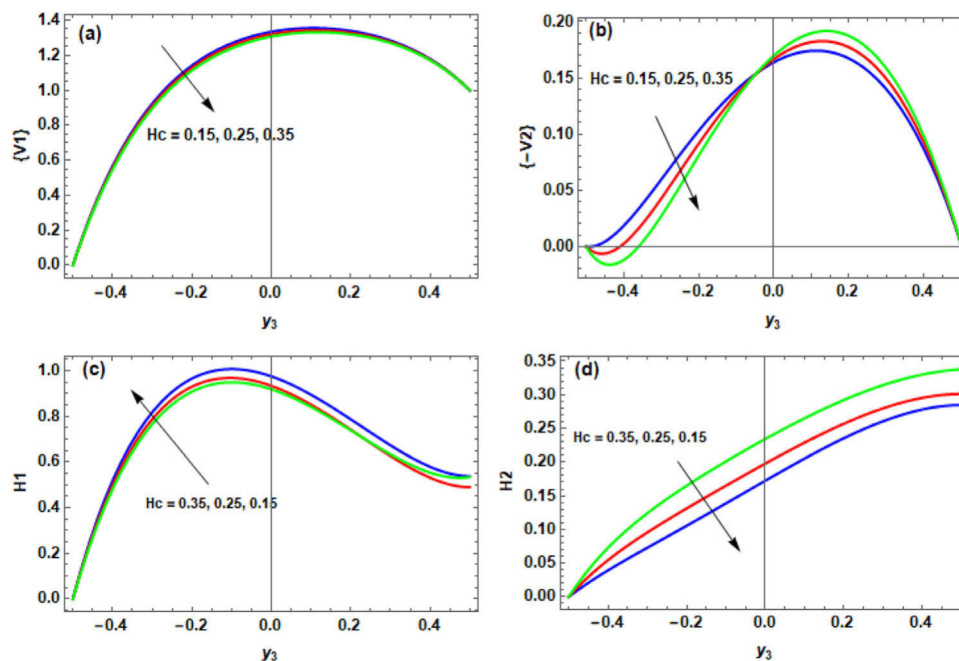 (a)
{V1}
1.4
1.2
1.0
0.8
0.6
0.4
0.2
0.0
Hc = 0.15, 0.25, 0.35
−0.4 −0.2 0.0 0.2 0.4
y3
(b)
{−V2}
0.20
0.15
0.10
0.05
0.00
Hc = 0.15, 0.25, 0.35
−0.4 −0.2 0.0 0.2 0.4
y3
(c)
H1
1.0
0.8
0.6
0.4
0.2
0.0
Hc = 0.35, 0.25, 0.15
−0.4 −0.2 0.0 0.2 0.4
y3
(d)
H2
0.35
0.30
0.25
0.20
0.15
0.10
0.05
0.00
Hc = 0.35, 0.25, 0.15
−0.4 −0.2 0.0 0.2 0.4
y3